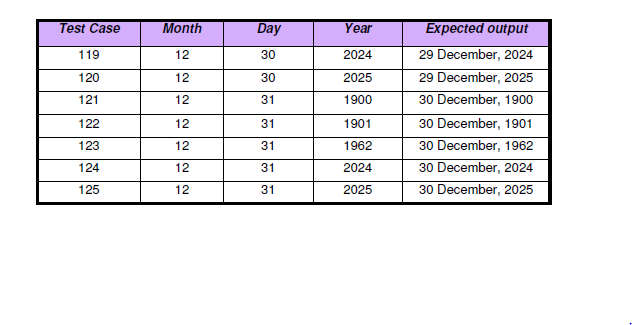 Test Case Month Day Year Expected output
119 12 30 2024 29 December, 2024
120 12 30 2025 29 December, 2025
121 12 31 1900 30 December, 1900
122 12 31 1901 30 December, 1901
123 12 31 1962 30 December, 1962
124 12 31 2024 30 December, 2024
125 12 31 2025 30 December, 2025